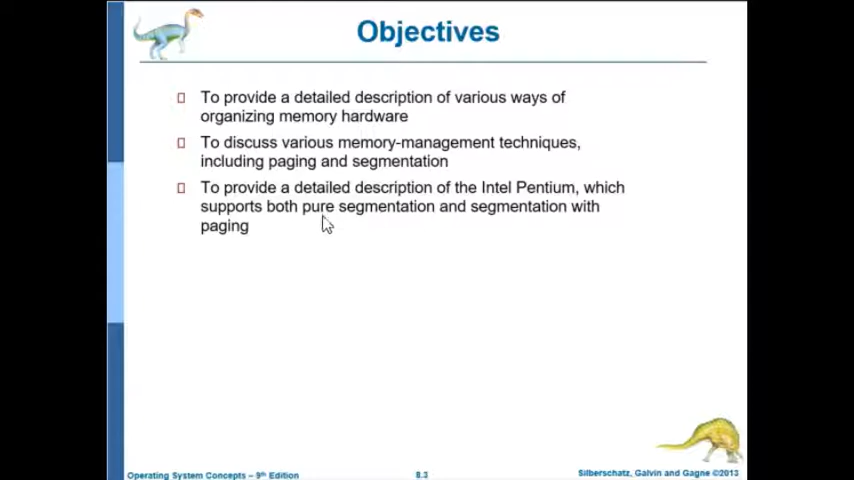 Objectives
To provide a detailed description of various ways of
organizing memory hardware
To discuss various memory-management techniques,
including paging and segmentation
To provide a detailed description of the Intel Pentium, which
supports both pure segmentation and segmentation with
paging
Operating System Concepts – 9th Edition
8.3
Silberschatz, Galvin and Gagne ©2013